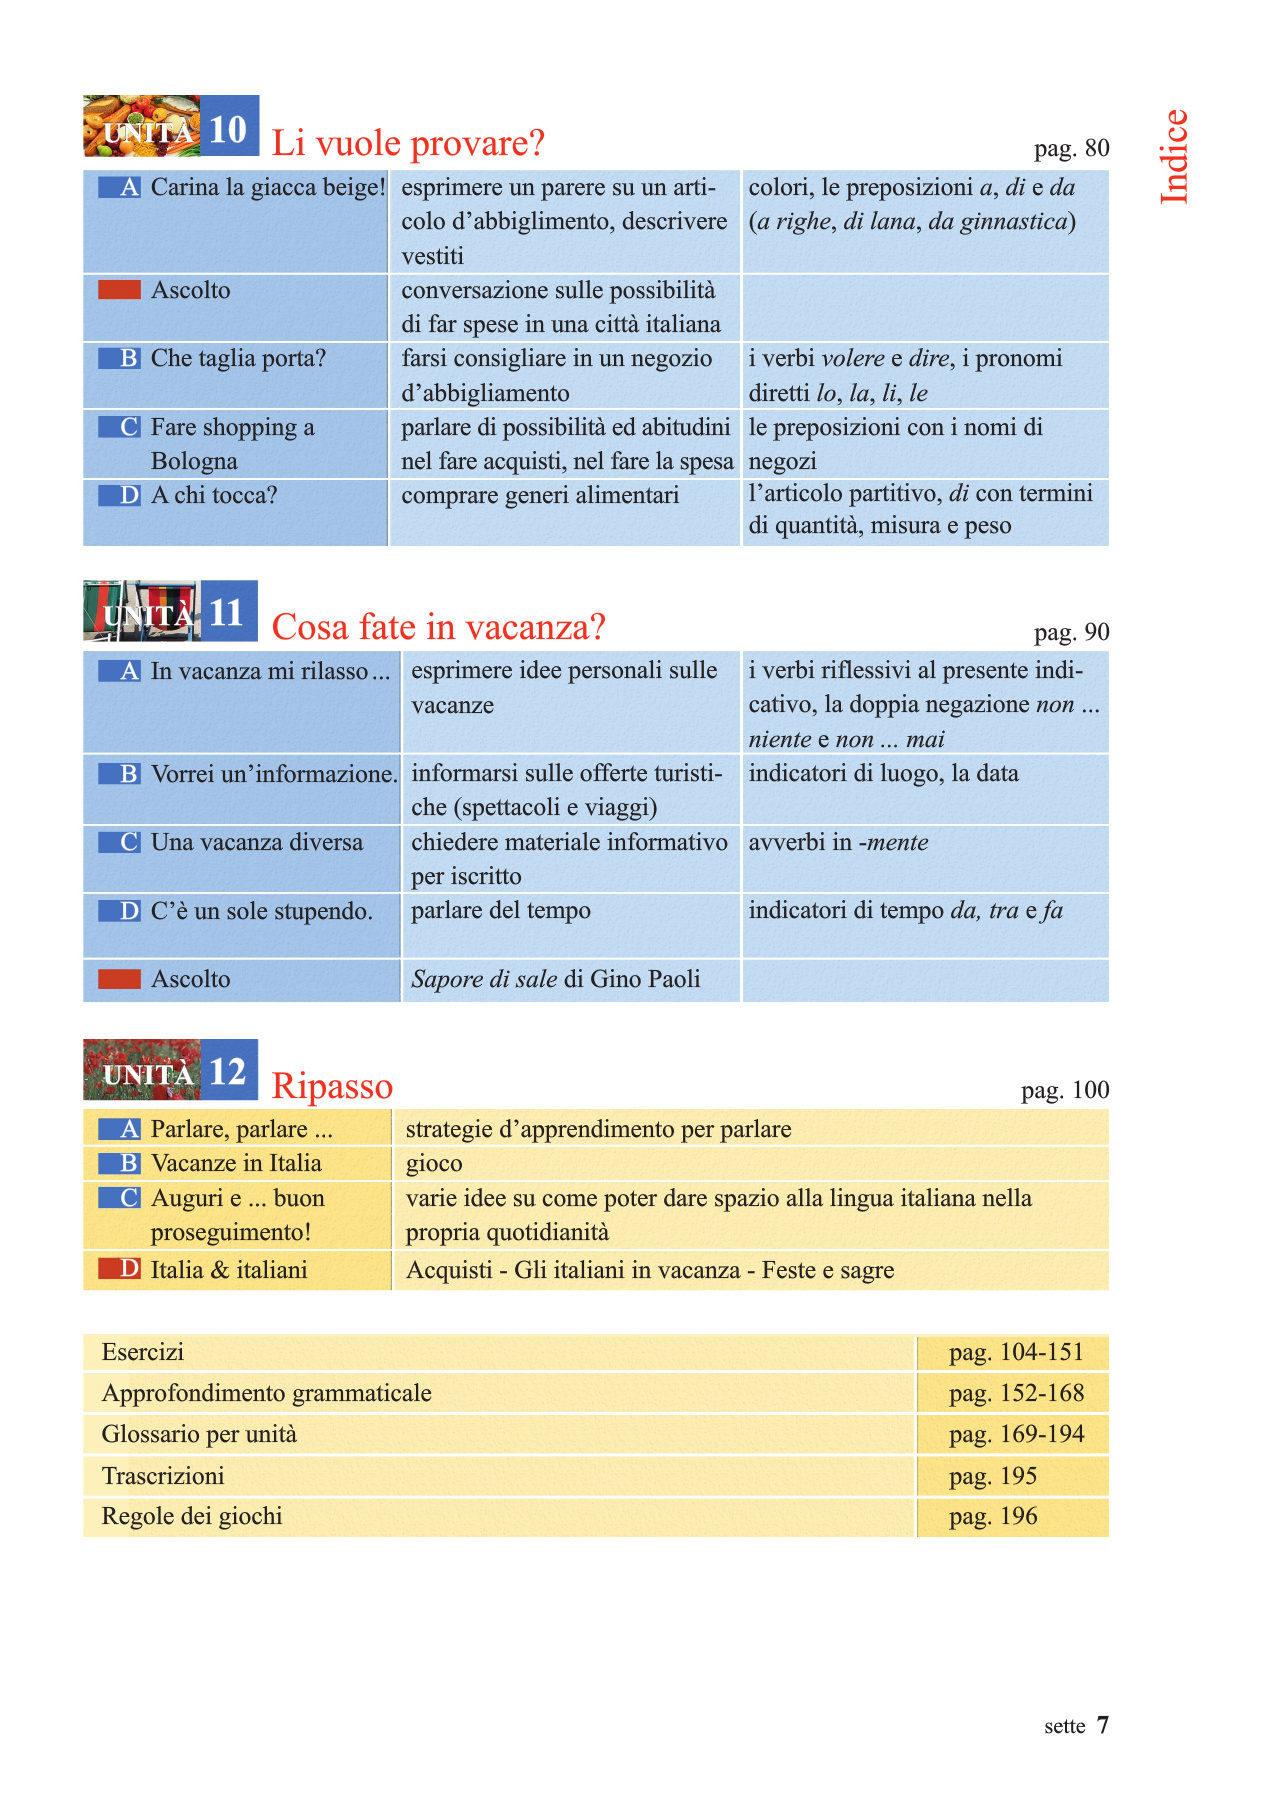 Indice
UNITÀ 10 Li vuole provare? pag. 80
A Carina la giacca beige! esprimere un parere su un arti- colori, le preposizioni a, di e da
colo d’abbiglimento, descrivere (a righe, di lana, da ginnastica)
vestiti
Ascolto conversazione sulle possibilità
di far spese in una città italiana
B Che taglia porta? farsi consigliare in un negozio i verbi volere e dire, i pronomi
d’abbigliamento diretti lo, la, li, le
C Fare shopping a parlare di possibilità ed abitudini le preposizioni con i nomi di
Bologna nel fare acquisti, nel fare la spesa negozi
D A chi tocca? comprare generi alimentari l’articolo partitivo, di con termini
di quantità, misura e peso
UNITÀ 11 Cosa fate in vacanza? pag. 90
A In vacanza mi rilasso ... esprimere idee personali sulle i verbi riflessivi al presente indi-
vacanze cativo, la doppia negazione non ...
niente e non ... mai
B Vorrei un’informazione. informarsi sulle offerte turisti- indicatori di luogo, la data
che (spettacoli e viaggi)
C Una vacanza diversa chiedere materiale informativo avverbi in -mente
per iscritto
D C’è un sole stupendo. parlare del tempo indicatori di tempo da, tra e fa
Ascolto Sapore di sale di Gino Paoli
UNITÀ 12 Ripasso pag. 100
A Parlare, parlare ... strategie d’apprendimento per parlare
B Vacanze in Italia gioco
C Auguri e ... buon varie idee su come poter dare spazio alla lingua italiana nella
proseguimento! propria quotidianità
D Italia & italiani Acquisti - Gli italiani in vacanza - Feste e sagre
Esercizi pag. 104-151
Approfondimento grammaticale pag. 152-168
Glossario per unità pag. 169-194
Trascrizioni pag. 195
Regole dei giochi pag. 196
sette 7